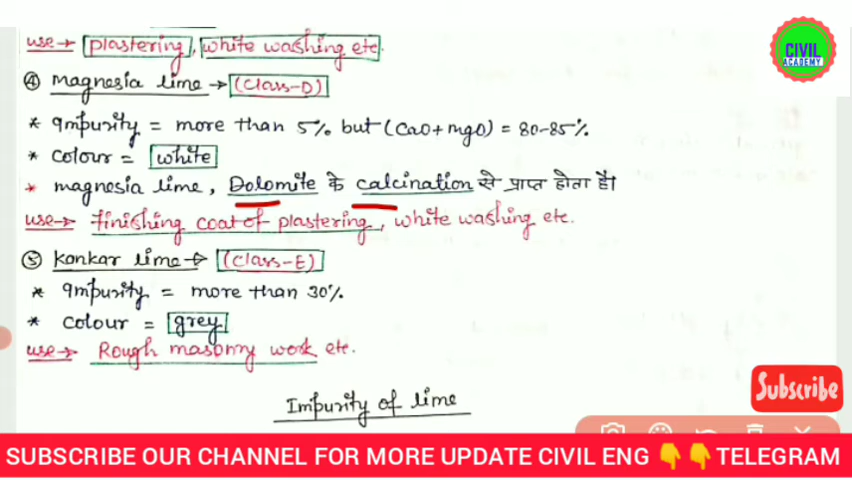 use → plastering, white washing etc
CIVIL
ACADEMY
④ magnesia lime → (class-D)
* Impurity = more than 5% but (CaO+mgO) = 80-85%
* colour = white
* magnesia lime, Dolomite के calcination से प्राप्त होता है।
use → finishing coat of plastering, white washing etc.
⑤ kankar lime → (class-E)
* Impurity = more than 30%
* colour = grey
use → Rough masonry work etc.
Subscribe
Impurity of lime
SUBSCRIBE OUR CHANNEL FOR MORE UPDATE CIVIL ENG 👇👇 TELEGRAM